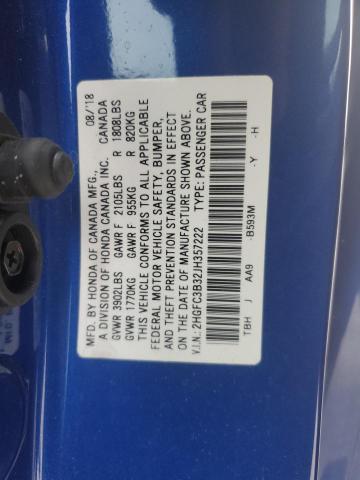 MFD. BY HONDA OF CANADA MFG., 08/'18
A DIVISION OF HONDA CANADA INC. CANADA
GVWR 3902LBS GAWR F 2105LBS R 1808LBS
GVWR 1770KG GAWR F 955KG R 820KG
THIS VEHICLE CONFORMS TO ALL APPLICABLE
FEDERAL MOTOR VEHICLE SAFETY, BUMPER,
AND THEFT PREVENTION STANDARDS IN EFFECT
ON THE DATE OF MANUFACTURE SHOWN ABOVE.
V.I.N.: 2HGFC3B32JH357222 TYPE: PASSENGER CAR
TBH J AA9 -B593M -Y -H